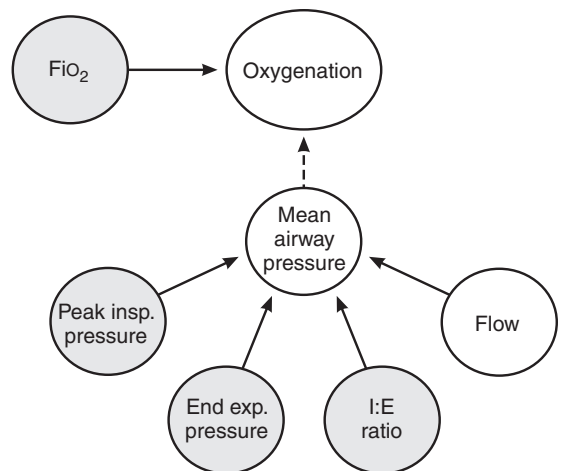 FiO₂
Oxygenation
Mean
airway
pressure
Peak insp.
pressure
Flow
End exp.
pressure
I:E
ratio